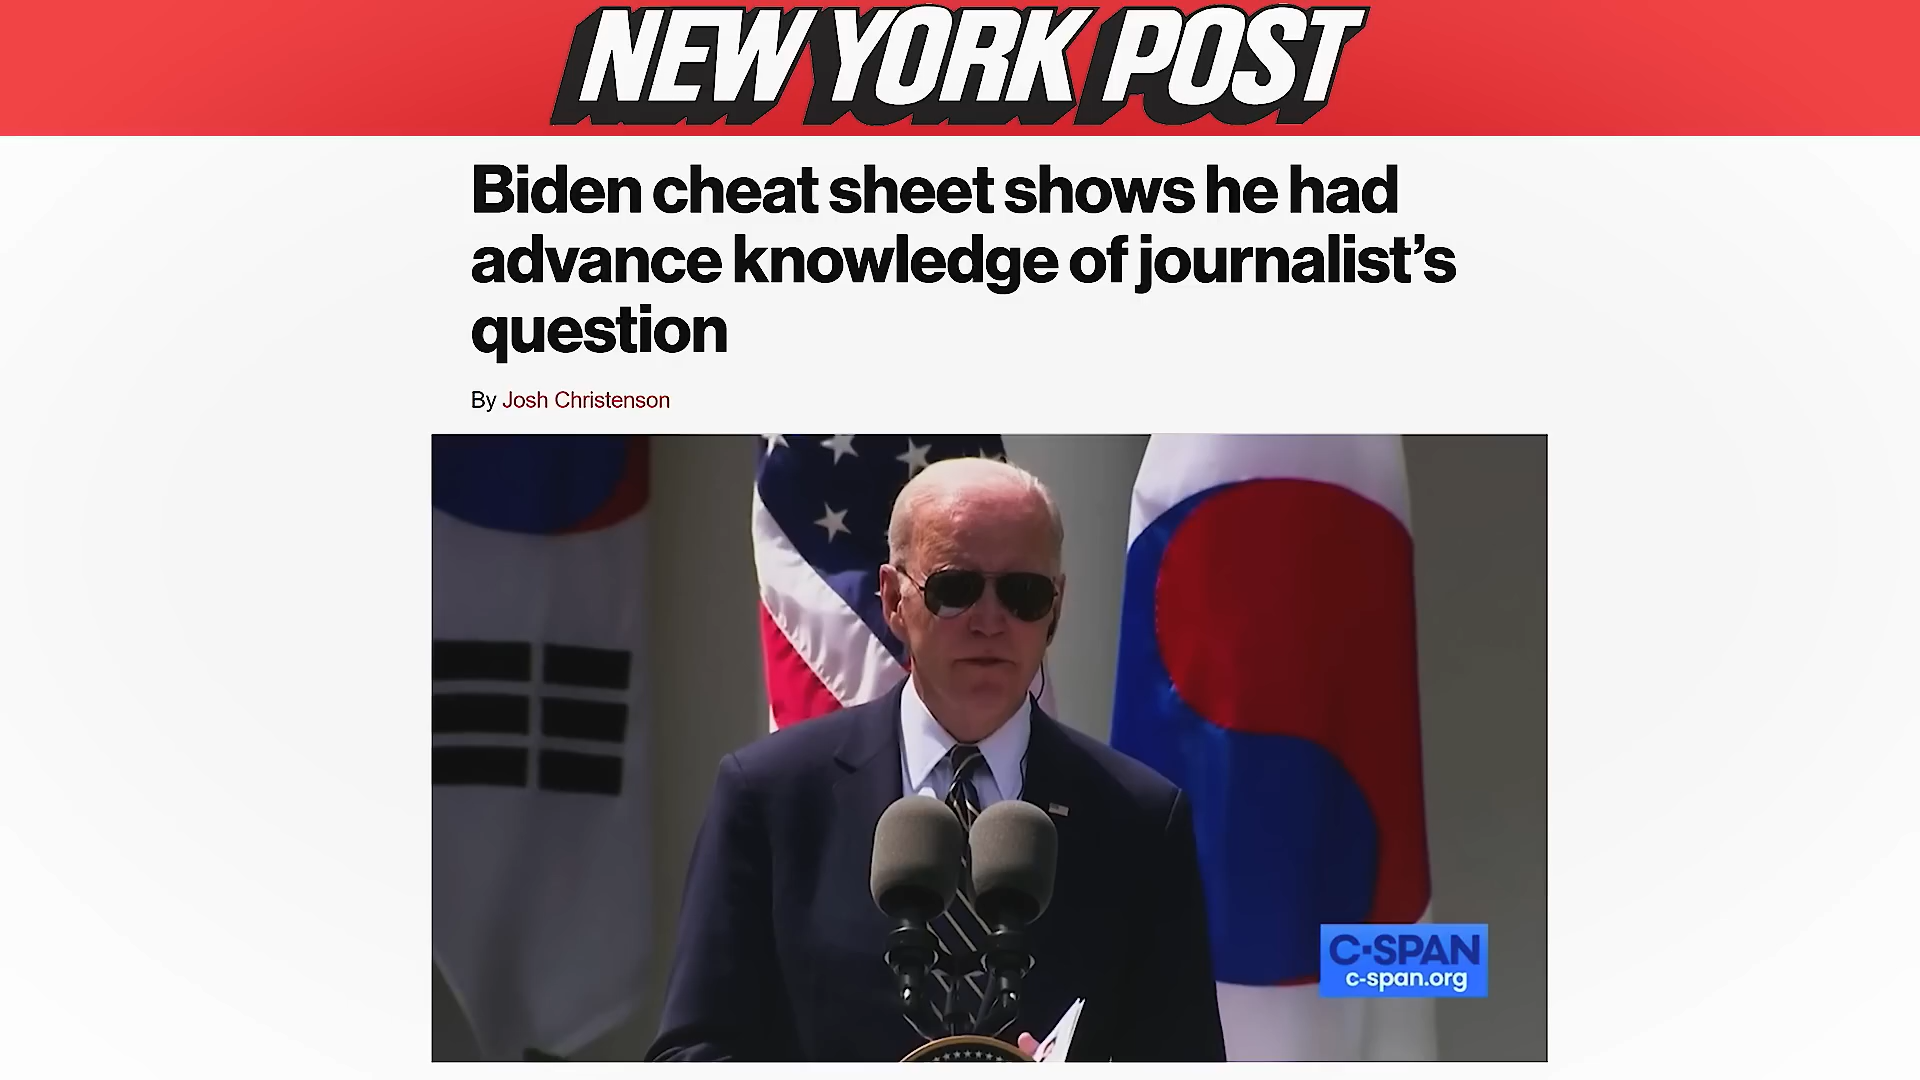 NEW YORK POST
Biden cheat sheet shows he had
advance knowledge of journalist’s
question
By Josh Christenson
C-SPAN
c-span.org